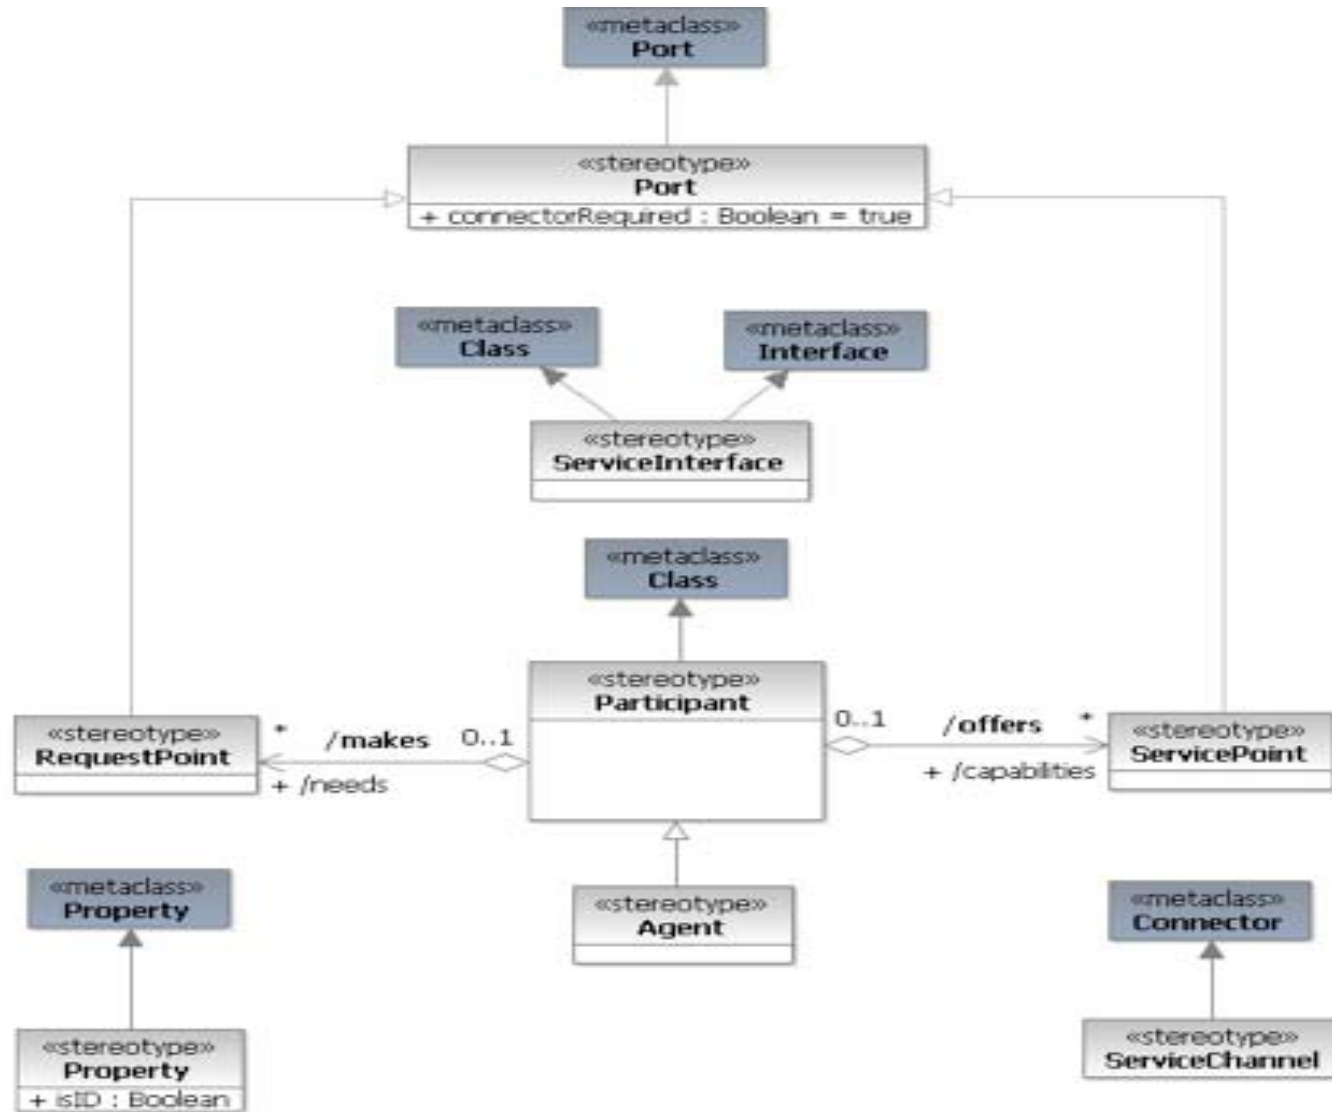 «metaclass»
Port
«stereotype»
Port
+ connectorRequired : Boolean = true
«metaclass»
Class
«metaclass»
Interface
«stereotype»
ServiceInterface
«metaclass»
Class
«stereotype»
Participant
«stereotype»
RequestPoint
*
/makes
0..1
+ /needs
0..1
/offers
*
+ /capabilities
«stereotype»
ServicePoint
«stereotype»
Agent
«metaclass»
Property
«stereotype»
Property
+ isID : Boolean
«metaclass»
Connector
«stereotype»
ServiceChannel